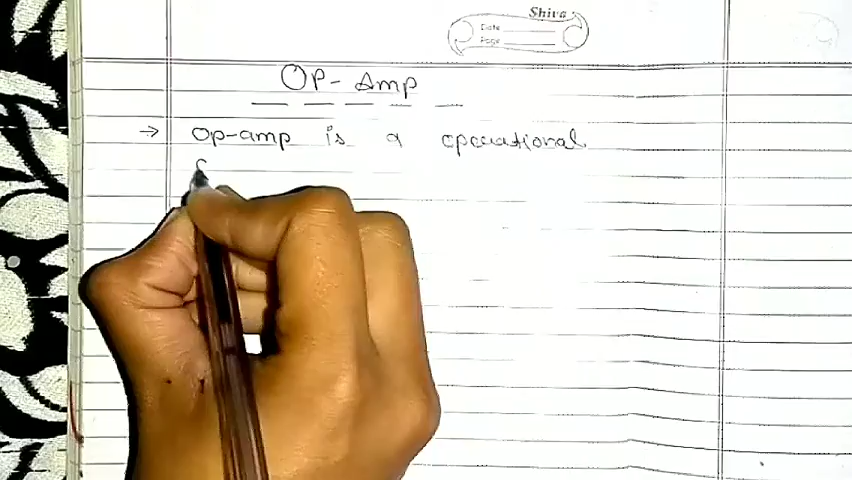 Shiva
Date
Page
Op-Amp
→ Op-amp is a operational